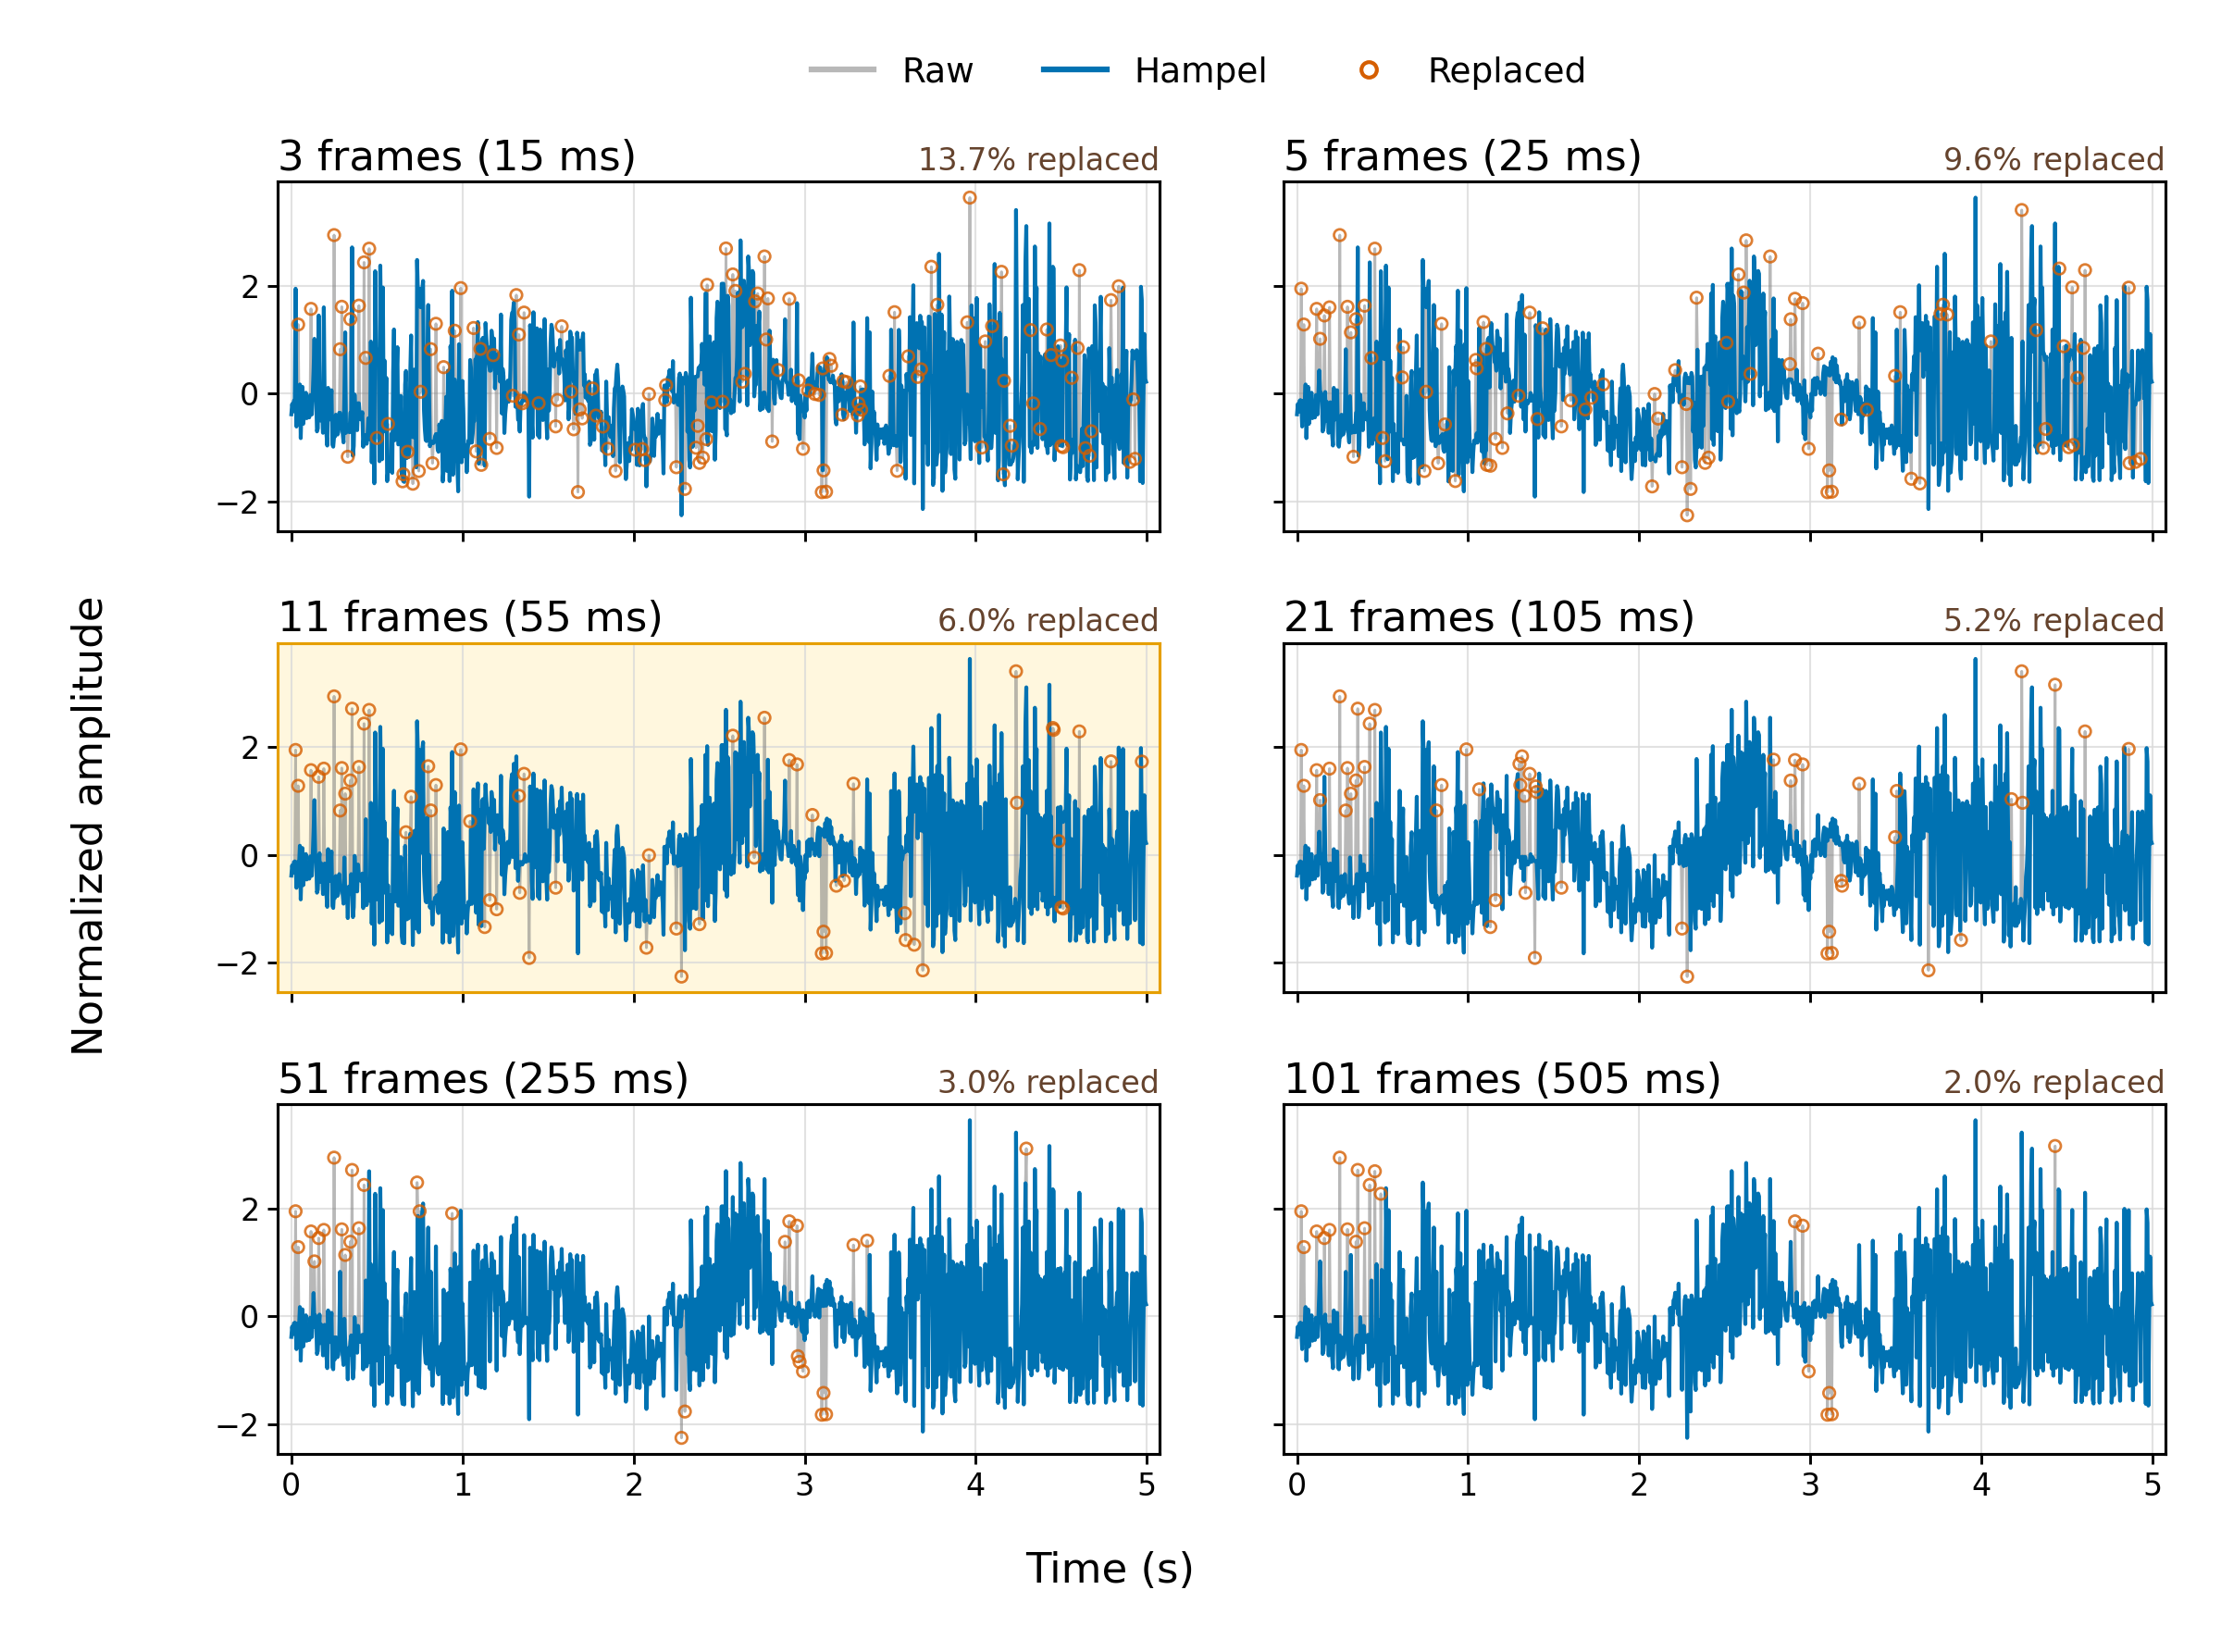 Raw Hampel Replaced
3 frames (15 ms) 13.7% replaced
5 frames (25 ms) 9.6% replaced
2
0
−2
11 frames (55 ms) 6.0% replaced
21 frames (105 ms) 5.2% replaced
Normalized amplitude
2
0
−2
51 frames (255 ms) 3.0% replaced
101 frames (505 ms) 2.0% replaced
2
0
−2
0 1 2 3 4 5
0 1 2 3 4 5
Time (s)